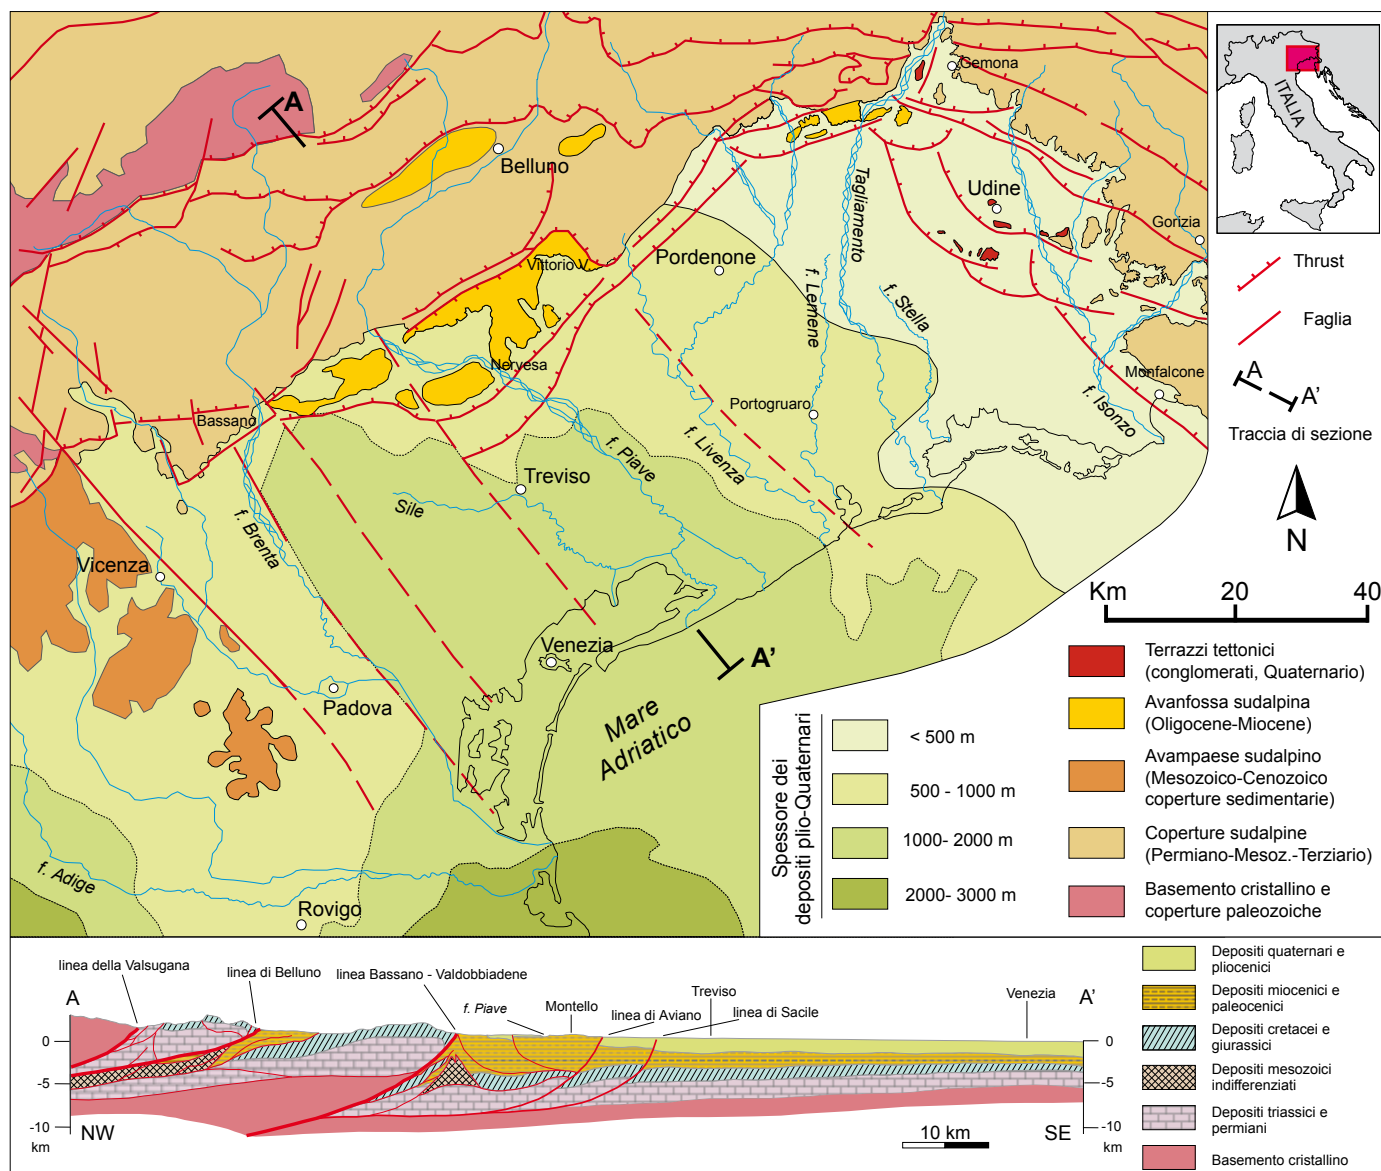 A
Belluno
Gemona
Udine
Gorizia
Tagliamento
Vittorio V.
Pordenone
f. Lemene
f. Stella
Nervesa
Monfalcone
Bassano
Portogruaro
f. Isonzo
f. Piave
f. Livenza
Treviso
Sile
f. Brenta
Vicenza
Venezia
A'
Padova
Mare
Adriatico
f. Adige
Rovigo
ITALIA
Thrust
Faglia
A
A'
Traccia di sezione
N
Km 20 40
Spessore dei
depositi plio-Quaternari
< 500 m
500 - 1000 m
1000- 2000 m
2000- 3000 m
Terrazzi tettonici
(conglomerati, Quaternario)
Avanfossa sudalpina
(Oligocene-Miocene)
Avampaese sudalpino
(Mesozoico-Cenozoico
coperture sedimentarie)
Coperture sudalpine
(Permiano-Mesoz.-Terziario)
Basemento cristallino e
coperture paleozoiche
linea della Valsugana
linea di Belluno
linea Bassano - Valdobbiadene
f. Piave
Montello
linea di Aviano
Treviso
linea di Sacile
Venezia
A
A'
0
-5
-10
km
NW
0
-5
-10
km
SE
10 km
Depositi quaternari e
pliocenici
Depositi miocenici e
paleocenici
Depositi cretacei e
giurassici
Depositi mesozoici
indifferenziati
Depositi triassici e
permiani
Basamento cristallino